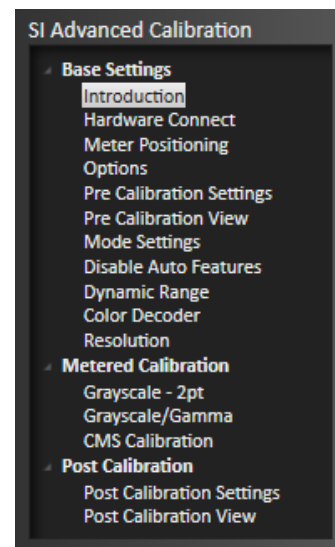 SI Advanced Calibration
Base Settings
Introduction
Hardware Connect
Meter Positioning
Options
Pre Calibration Settings
Pre Calibration View
Mode Settings
Disable Auto Features
Dynamic Range
Color Decoder
Resolution
Metered Calibration
Grayscale - 2pt
Grayscale/Gamma
CMS Calibration
Post Calibration
Post Calibration Settings
Post Calibration View